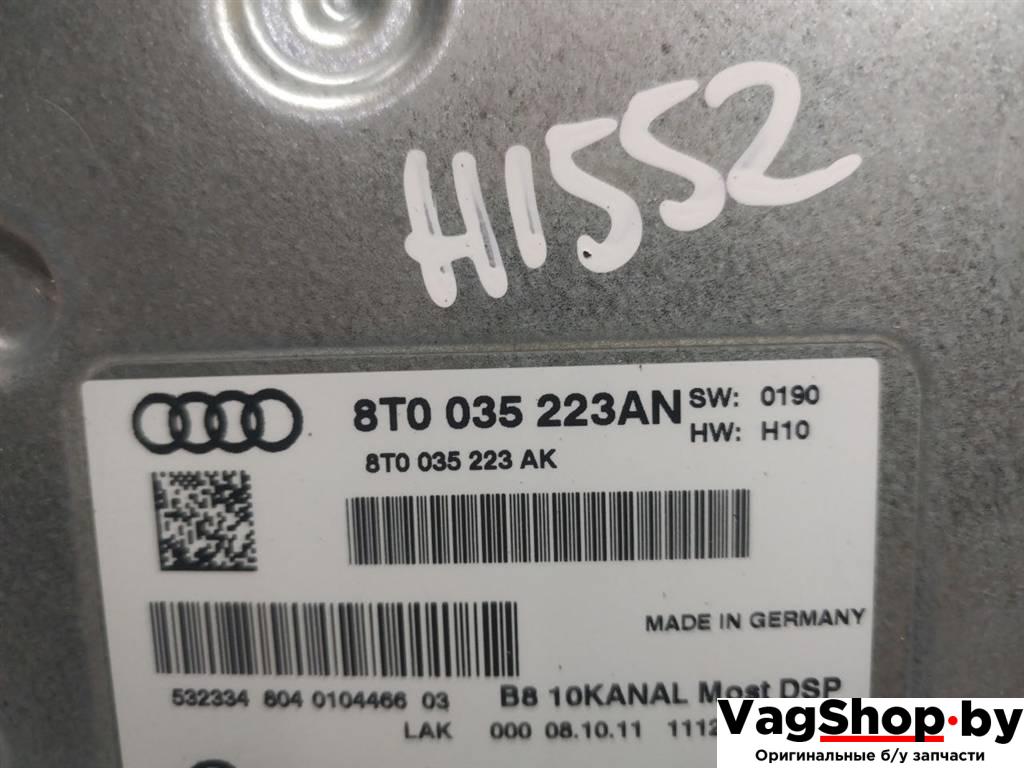 H1552
8T0 035 223AN SW: 0190
HW: H10
8T0 035 223 AK
MADE IN GERMANY
532334 804 0104466 03 B8 10KANAL Most DSP
LAK 000 08.10.11 1112
VagShop.by
Оригинальные б/у запчасти